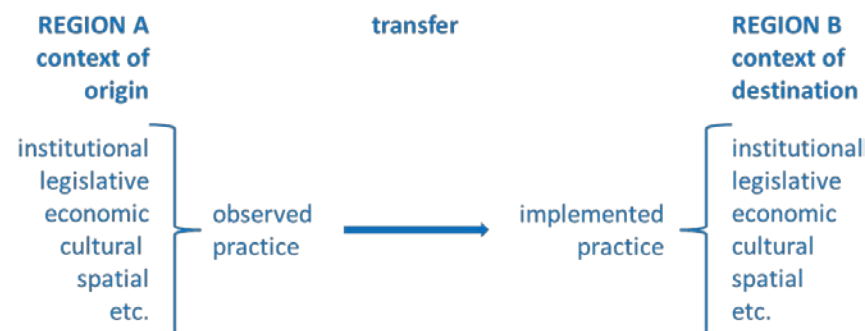 REGION A
context of
origin
institutional
legislative
economic
cultural
spatial
etc.
observed
practice
transfer
implemented
practice
REGION B
context of
destination
institutional
legislative
economic
cultural
spatial
etc.